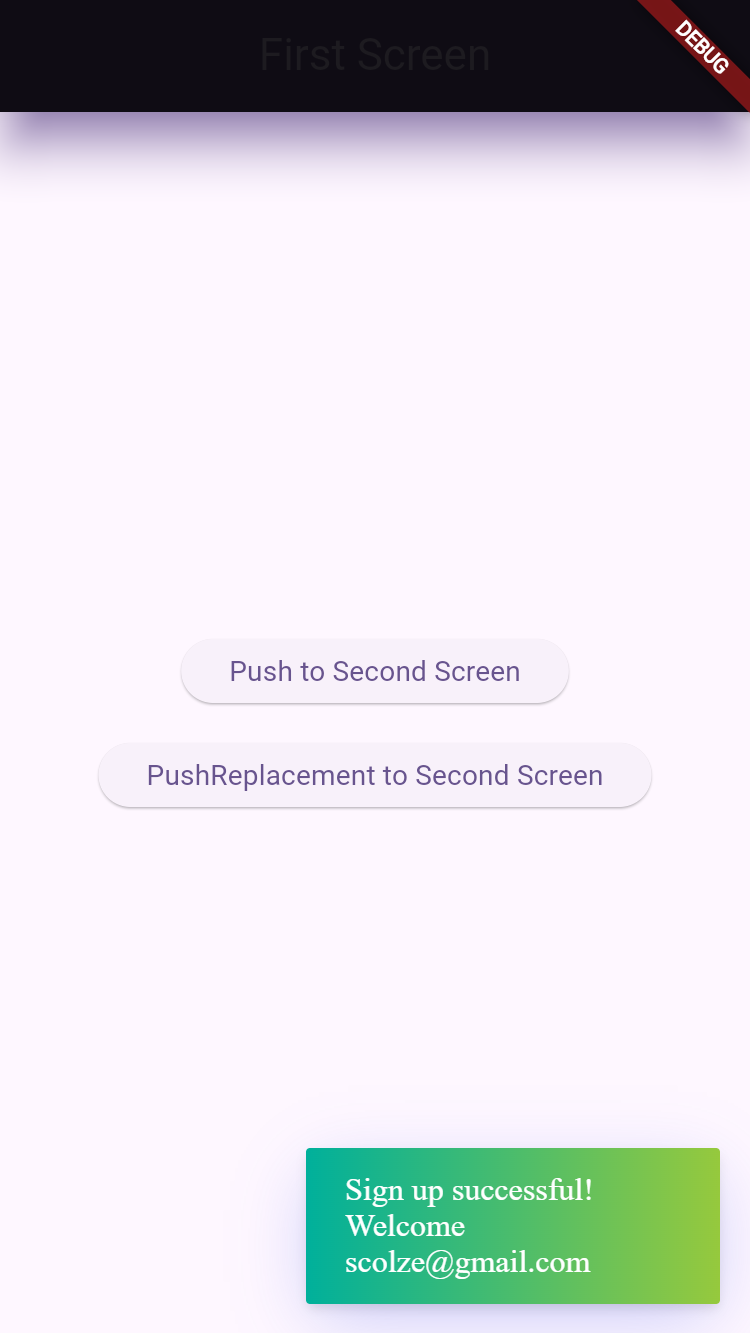 First Screen
DEBUG
Push to Second Screen
PushReplacement to Second Screen
Sign up successful!
Welcome
scolze@gmail.com